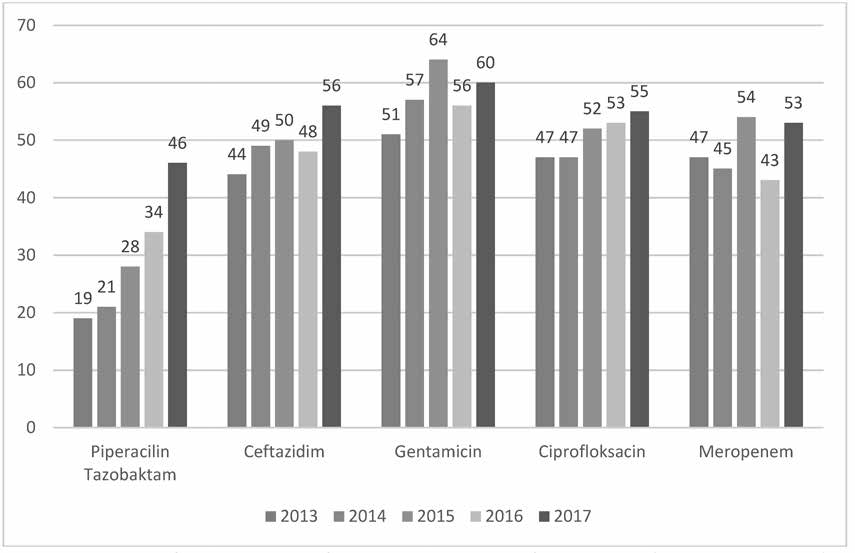 70
60
50
40
30
20
10
0
19 21 28 34 46
44 49 50 48 56
51 57 64 56 60
47 47 52 53 55
47 45 54 43 53
Piperacilin
Tazobaktam
Ceftazidim
Gentamicin
Ciprofloksacin
Meropenem
2013 2014 2015 2016 2017